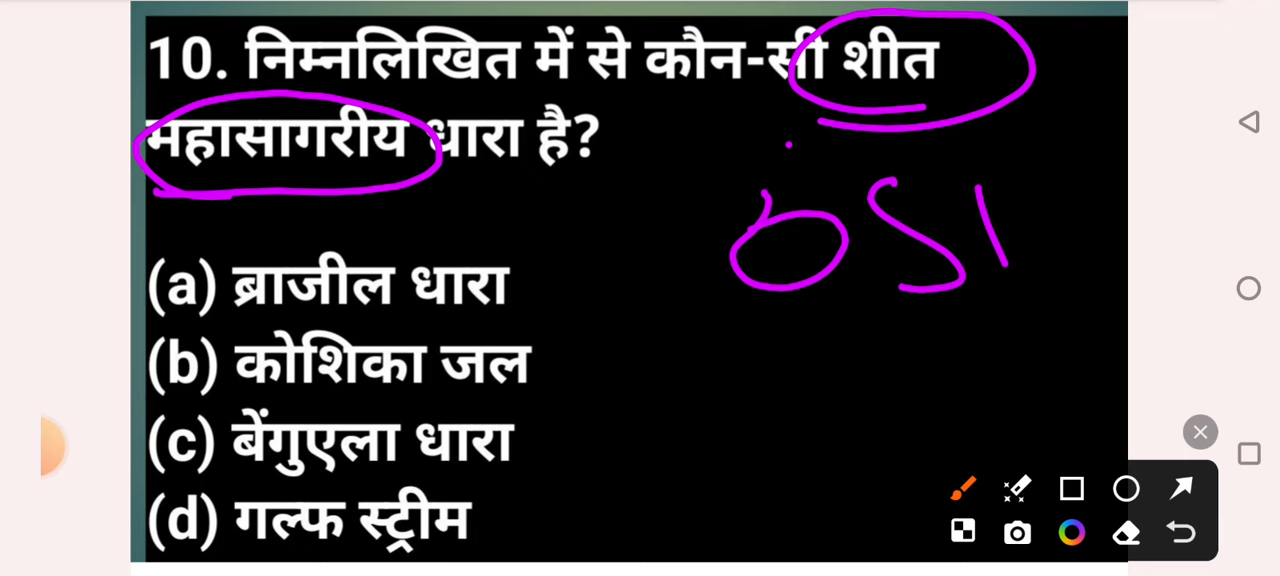 10. निम्नलिखित में से कौन-सी शीत
महासागरीय धारा है?
(a) ब्राजील धारा
(b) कोशिका जल
(c) बेंगुएला धारा
(d) गल्फ स्ट्रीम